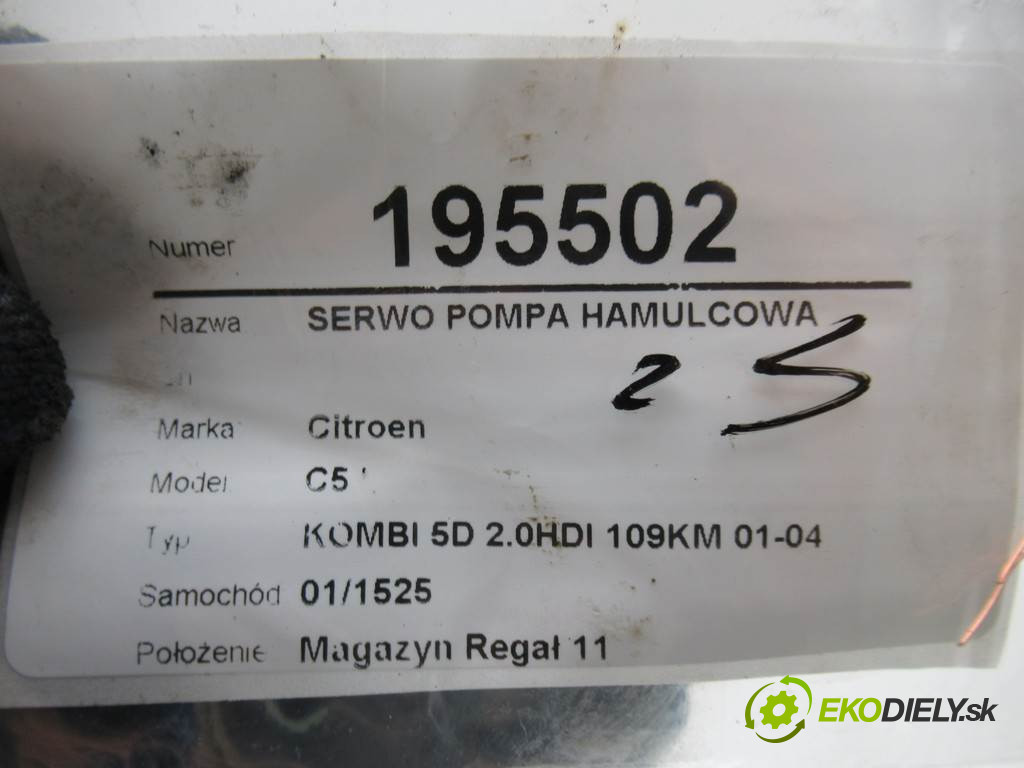 Numer 195502
Nazwa SERWO POMPA HAMULCOWA
2 S
Marka Citroen
Model C5
Typ KOMBI 5D 2.0HDI 109KM 01-04
Samochód 01/1525
Położenie Magazyn Regał 11
EKODIELY.sk